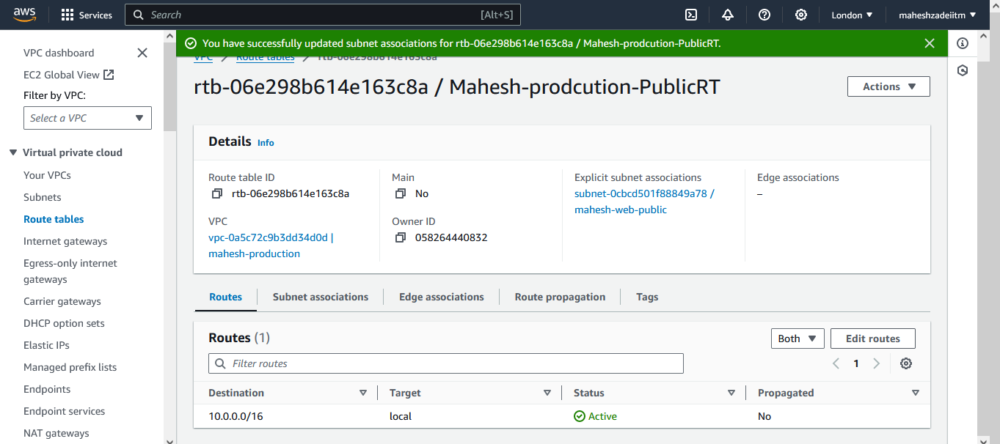 aws
Services
Search
[Alt+S]
London ▼
maheshzadeiitm ▼
VPC dashboard
EC2 Global View
Filter by VPC:
Select a VPC
Virtual private cloud
Your VPCs
Subnets
Route tables
Internet gateways
Egress-only internet
gateways
Carrier gateways
DHCP option sets
Elastic IPs
Managed prefix lists
Endpoints
Endpoint services
NAT gateways
You have successfully updated subnet associations for rtb-06e298b614e163c8a / Mahesh-prodcution-PublicRT.
VPC
Route tables
rtb-06e298b614e163c8a
rtb-06e298b614e163c8a / Mahesh-prodcution-PublicRT
Actions ▼
Details Info
Route table ID
rtb-06e298b614e163c8a
VPC
vpc-0a5c72c9b3dd34d0d |
mahesh-production
Main
No
Owner ID
058264440832
Explicit subnet associations
subnet-0cbcd501f88849a78 /
mahesh-web-public
Edge associations
–
Routes
Subnet associations
Edge associations
Route propagation
Tags
Routes (1)
Both ▼
Edit routes
Filter routes
1
Destination
Target
Status
Propagated
10.0.0.0/16
local
Active
No